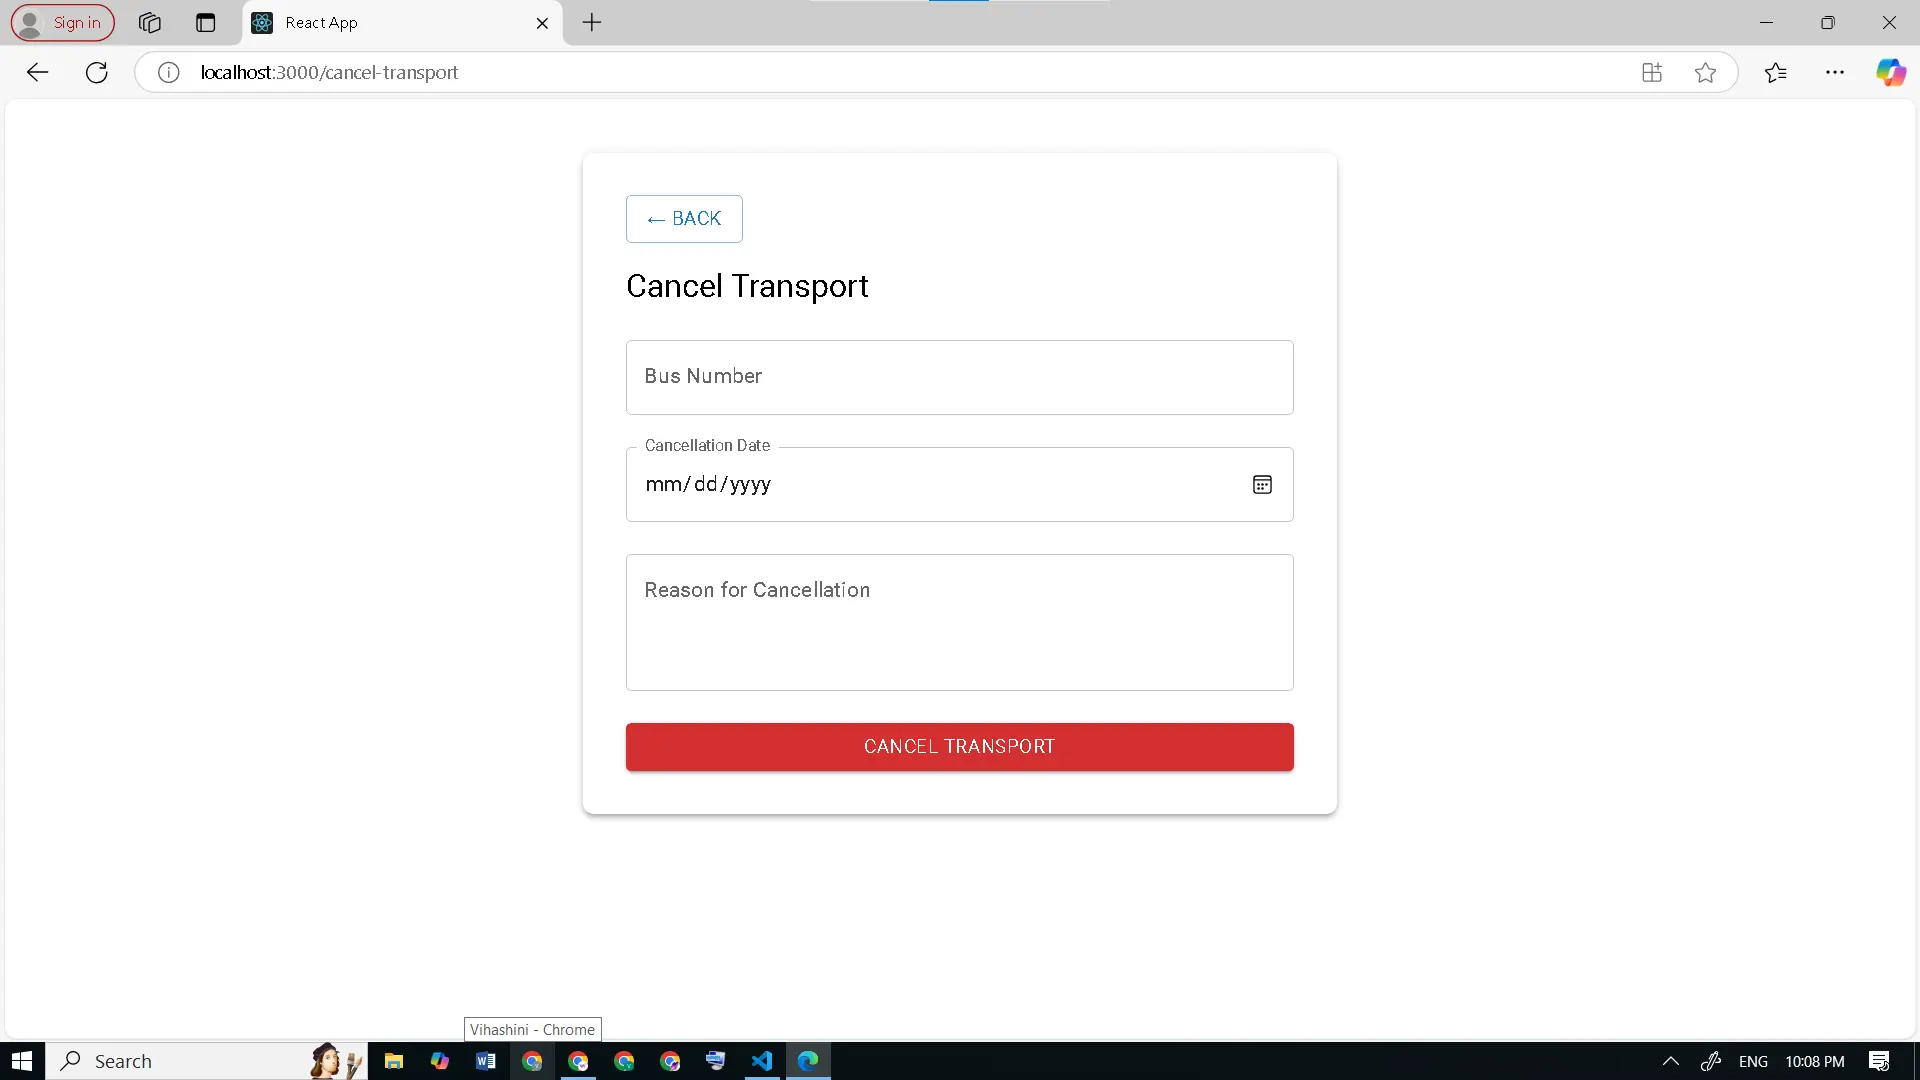 Sign in
React App
localhost:3000/cancel-transport
← BACK
Cancel Transport
Bus Number
Cancellation Date
mm/dd/yyyy
Reason for Cancellation
CANCEL TRANSPORT
Vihashini - Chrome
Search
ENG
10:08 PM